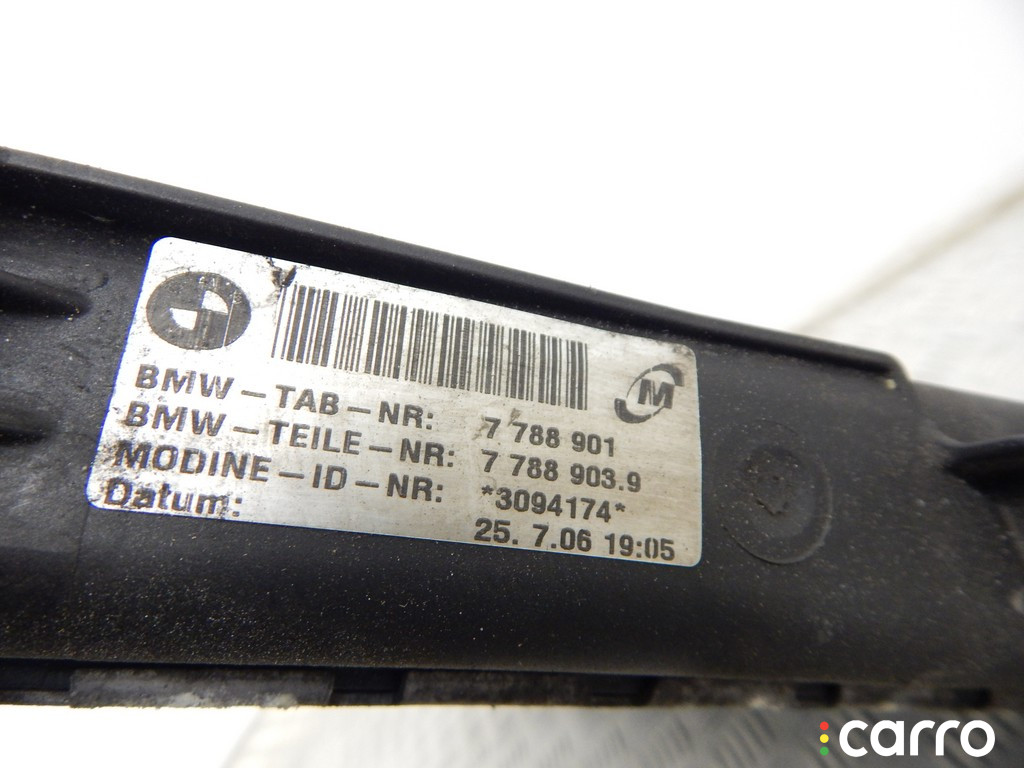 BMW-TAB-NR: 7 788 901
BMW-TEILE-NR: 7 788 903.9
MODINE-ID-NR: *3094174*
Datum: 25. 7.06 19:05
M
carro